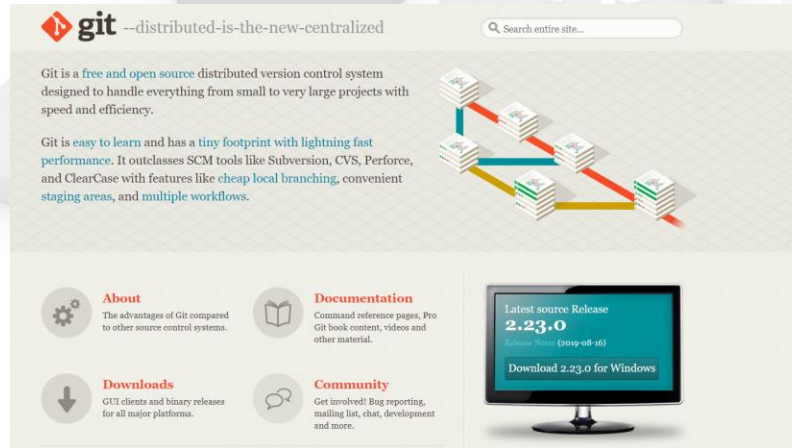 git --distributed-is-the-new-centralized
Search entire site...
Git is a free and open source distributed version control system
designed to handle everything from small to very large projects with
speed and efficiency.
Git is easy to learn and has a tiny footprint with lightning fast
performance. It outclasses SCM tools like Subversion, CVS, Perforce,
and ClearCase with features like cheap local branching, convenient
staging areas, and multiple workflows.
About
The advantages of Git compared
to other source control systems.
Documentation
Command reference pages, Pro
Git book content, videos and
other material.
Downloads
GUI clients and binary releases
for all major platforms.
Community
Get involved! Bug reporting,
mailing list, chat, development
and more.
Latest source Release
2.23.0
Release Notes (2019-08-16)
Download 2.23.0 for Windows